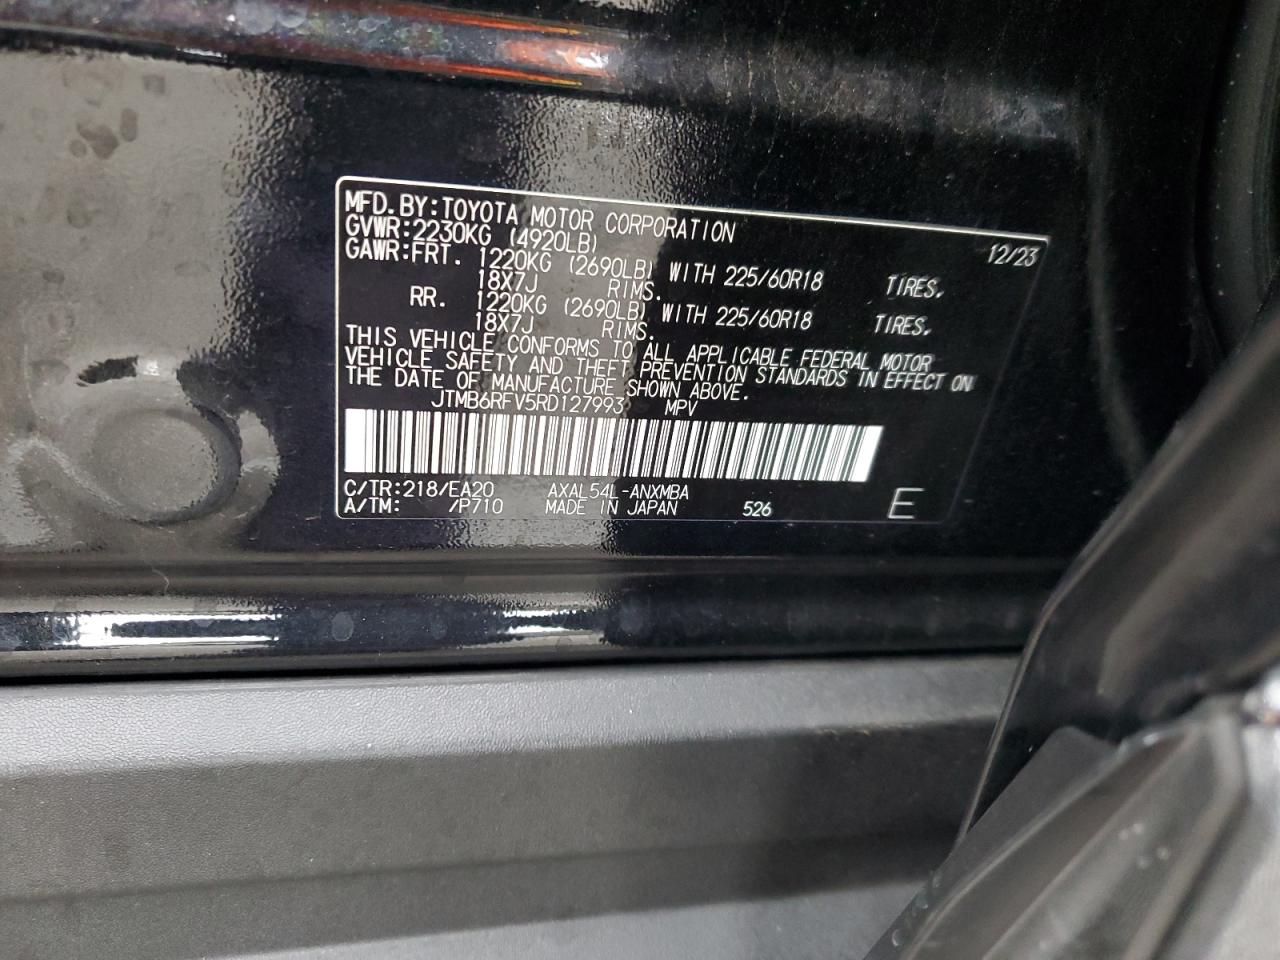 MFD. BY: TOYOTA MOTOR CORPORATION 12/23
GVWR: 2230KG (4920LB)
GAWR: FRT. 1220KG (2690LB) WITH 225/60R18 TIRES,
18X7J RIMS.
RR. 1220KG (2690LB) WITH 225/60R18 TIRES,
18X7J RIMS.
THIS VEHICLE CONFORMS TO ALL APPLICABLE FEDERAL MOTOR
VEHICLE SAFETY AND THEFT PREVENTION STANDARDS IN EFFECT ON
THE DATE OF MANUFACTURE SHOWN ABOVE.
JTMB6RFV5RD127993 MPV
C/TR: 218/EA20 AXAL54L-ANXMBA
A/TM: /P710 MADE IN JAPAN 526 E